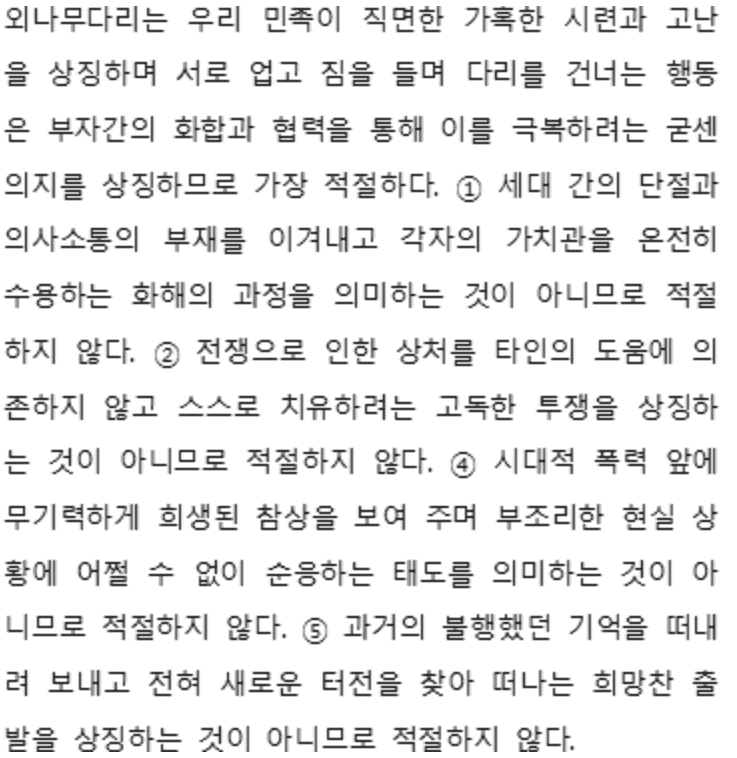 외나무다리는 우리 민족이 직면한 가혹한 시련과 고난
을 상징하며 서로 업고 짐을 들며 다리를 건너는 행동
은 부자간의 화합과 협력을 통해 이를 극복하려는 굳센
의지를 상징하므로 가장 적절하다. ① 세대 간의 단절과
의사소통의 부재를 이겨내고 각자의 가치관을 온전히
수용하는 화해의 과정을 의미하는 것이 아니므로 적절
하지 않다. ② 전쟁으로 인한 상처를 타인의 도움에 의
존하지 않고 스스로 치유하려는 고독한 투쟁을 상징하
는 것이 아니므로 적절하지 않다. ④ 시대적 폭력 앞에
무기력하게 희생된 참상을 보여 주며 부조리한 현실 상
황에 어쩔 수 없이 순응하는 태도를 의미하는 것이 아
니므로 적절하지 않다. ⑤ 과거의 불행했던 기억을 떠내
려 보내고 전혀 새로운 터전을 찾아 떠나는 희망찬 출
발을 상징하는 것이 아니므로 적절하지 않다.